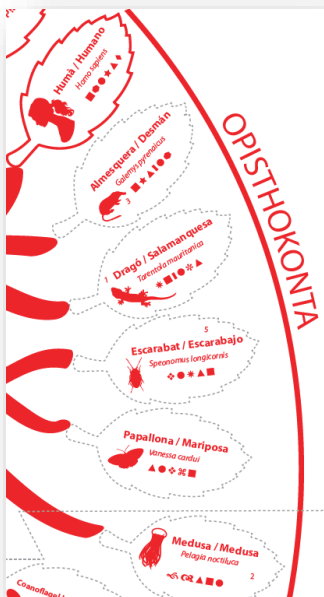 Humà / Humano
Homo sapiens
OPISTHOKONTA
Almesquera / Desmán
Galemys pyrenaicus
3
Dragó / Salamanquesa
Tarentola mauritanica
1
5
Escarabat / Escarabajo
Speonomus longicornis
Papallona / Mariposa
Vanessa cardui
Medusa / Medusa
Pelagia noctiluca
2